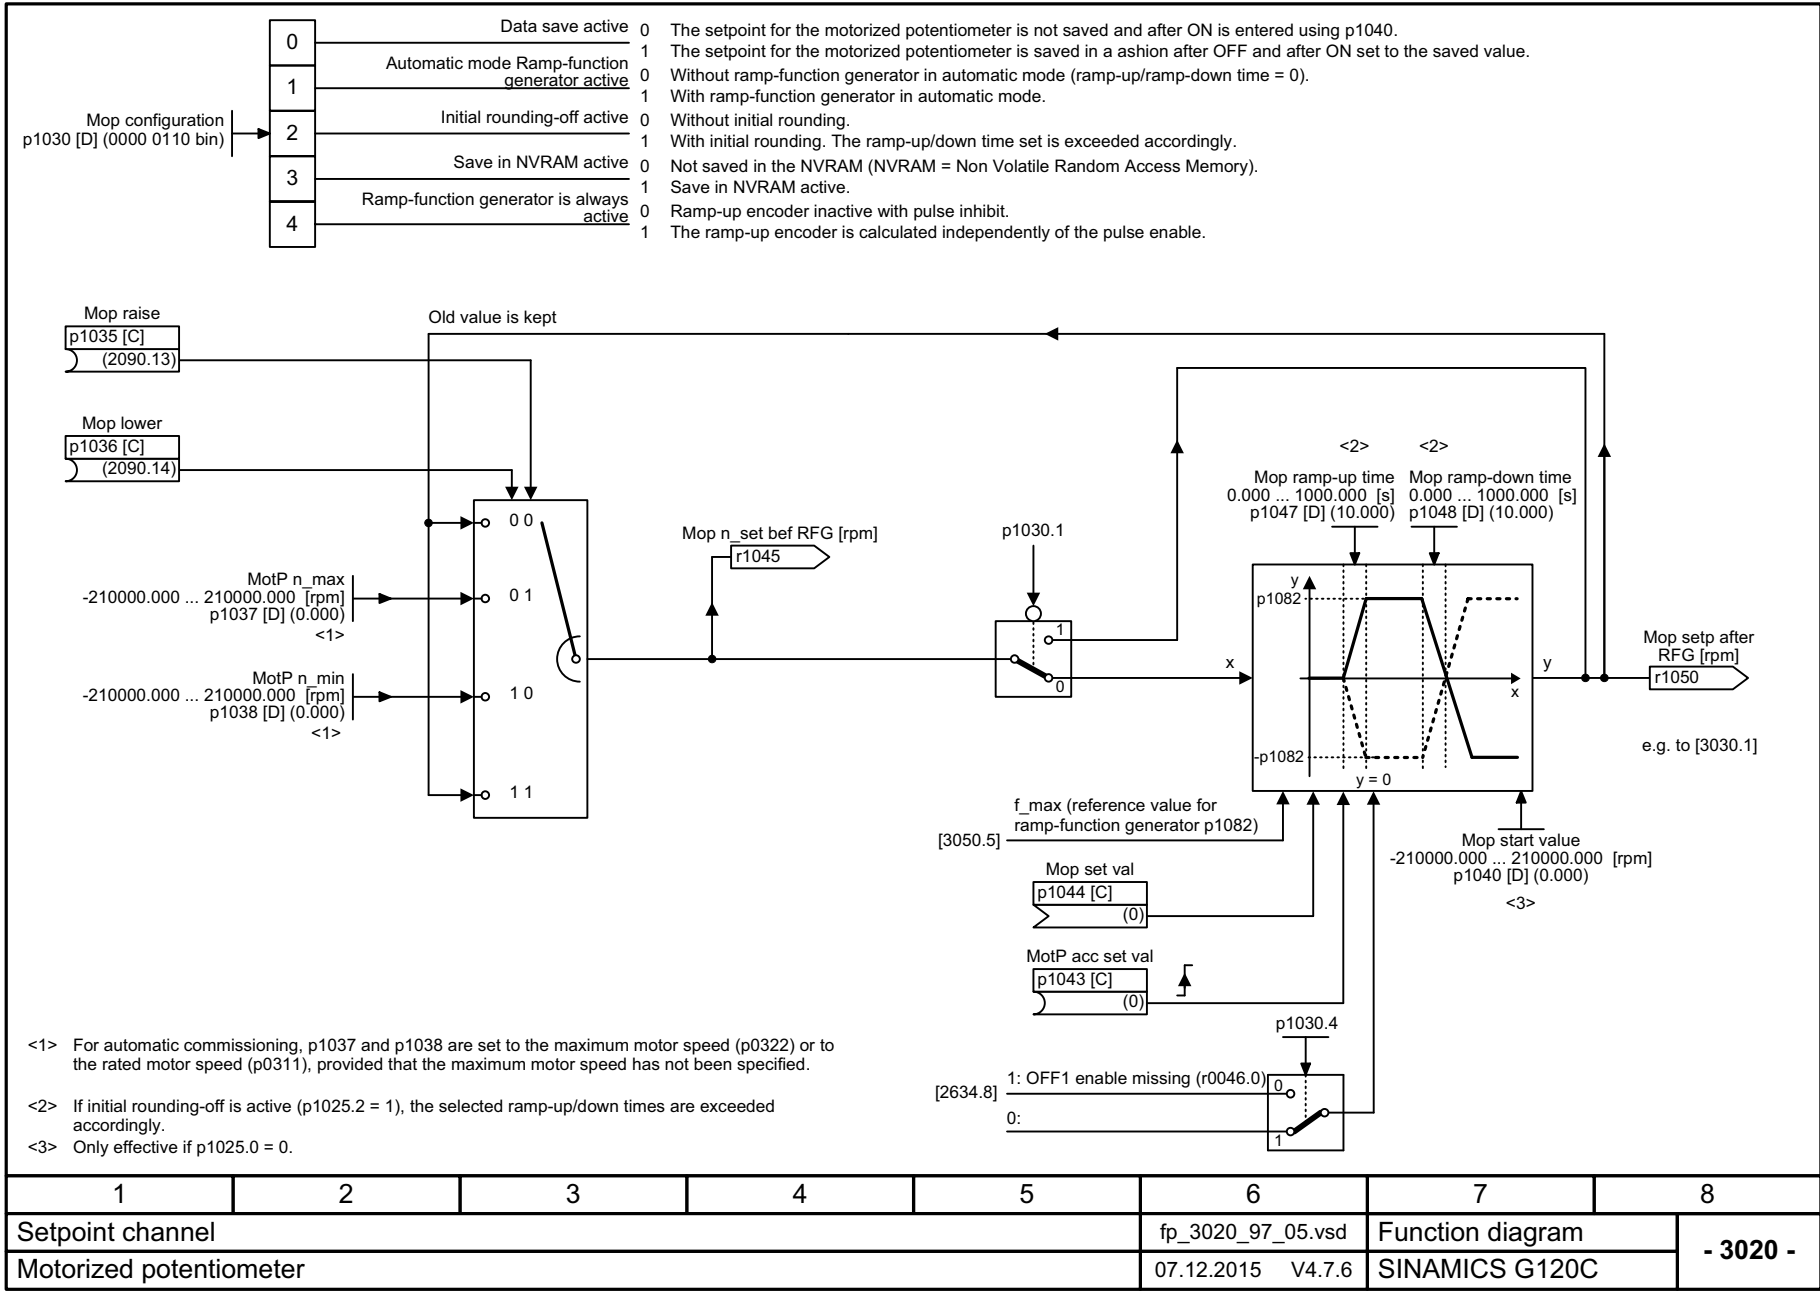 0
Data save active
0 The setpoint for the motorized potentiometer is not saved and after ON is entered using p1040.
1 The setpoint for the motorized potentiometer is saved in a ashion after OFF and after ON set to the saved value.
1
Automatic mode Ramp-function
generator active
0 Without ramp-function generator in automatic mode (ramp-up/ramp-down time = 0).
1 With ramp-function generator in automatic mode.
Mop configuration
p1030 [D] (0000 0110 bin)
2
Initial rounding-off active
0 Without initial rounding.
1 With initial rounding. The ramp-up/down time set is exceeded accordingly.
3
Save in NVRAM active
0 Not saved in the NVRAM (NVRAM = Non Volatile Random Access Memory).
1 Save in NVRAM active.
4
Ramp-function generator is always
active
0 Ramp-up encoder inactive with pulse inhibit.
1 The ramp-up encoder is calculated independently of the pulse enable.
Mop raise
p1035 [C]
(2090.13)
Old value is kept
Mop lower
p1036 [C]
(2090.14)
0 0
0 1
1 0
1 1
MotP n_max
-210000.000 ... 210000.000 [rpm]
p1037 [D] (0.000)
<1>
MotP n_min
-210000.000 ... 210000.000 [rpm]
p1038 [D] (0.000)
<1>
Mop n_set bef RFG [rpm]
r1045
p1030.1
1
0
<2>
<2>
Mop ramp-up time
0.000 ... 1000.000 [s]
p1047 [D] (10.000)
Mop ramp-down time
0.000 ... 1000.000 [s]
p1048 [D] (10.000)
x
y
p1082
x
-p1082
y = 0
y
Mop setp after
RFG [rpm]
r1050
e.g. to [3030.1]
f_max (reference value for
ramp-function generator p1082)
[3050.5]
Mop start value
-210000.000 ... 210000.000 [rpm]
p1040 [D] (0.000)
<3>
Mop set val
p1044 [C]
(0)
MotP acc set val
p1043 [C]
(0)
p1030.4
[2634.8]
1: OFF1 enable missing (r0046.0)
0:
0
1
<1> For automatic commissioning, p1037 and p1038 are set to the maximum motor speed (p0322) or to
the rated motor speed (p0311), provided that the maximum motor speed has not been specified.
<2> If initial rounding-off is active (p1025.2 = 1), the selected ramp-up/down times are exceeded
accordingly.
<3> Only effective if p1025.0 = 0.
1 2 3 4 5 6 7 8
Setpoint channel
fp_3020_97_05.vsd
Function diagram
- 3020 -
Motorized potentiometer
07.12.2015 V4.7.6
SINAMICS G120C